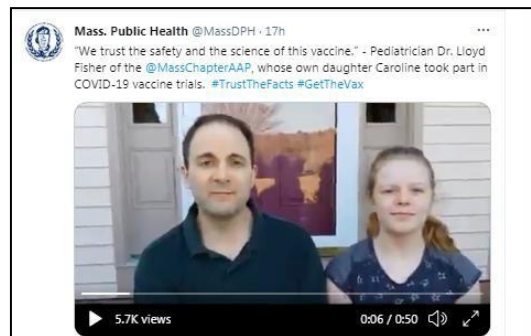 Mass. Public Health @MassDPH · 17h
"We trust the safety and the science of this vaccine." - Pediatrician Dr. Lloyd
Fisher of the @MassChapterAAP, whose own daughter Caroline took part in
COVID-19 vaccine trials. #TrustTheFacts #GetTheVax
5.7K views 0:06 / 0:50